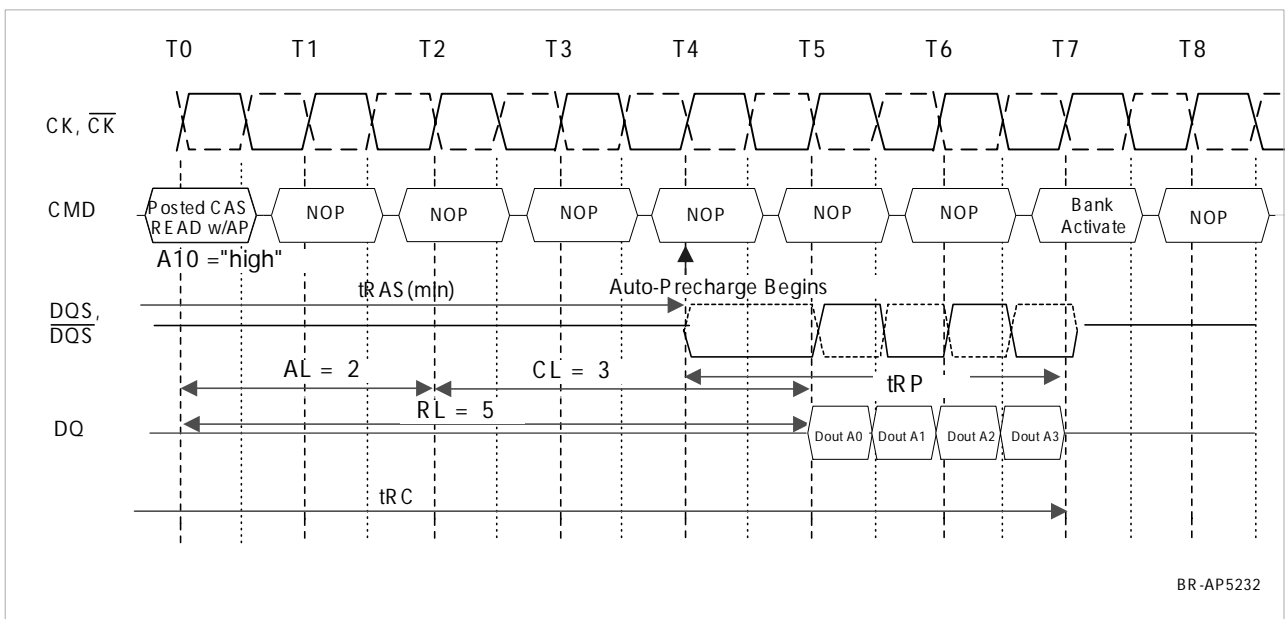 T0 T1 T2 T3 T4 T5 T6 T7 T8
CK, CK
CMD
Posted CAS
READ w/AP
NOP
NOP
NOP
NOP
NOP
NOP
Bank
Activate
NOP
A10 ="high"
tRAS(min)
Auto-Precharge Begins
DQS,
DQS
AL = 2
CL = 3
tRP
RL = 5
DQ
Dout A0
Dout A1
Dout A2
Dout A3
tRC
BR-AP5232